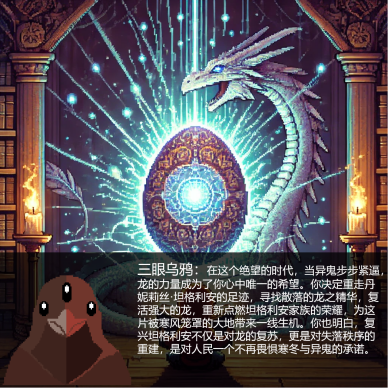 三眼乌鸦：在这个绝望的时代，当异鬼步步紧逼，
龙的力量成为了你心中唯一的希望。你决定重走丹
妮莉丝·坦格利安的足迹，寻找散落的龙之精华，复
活强大的龙，重新点燃坦格利安家族的荣耀，为这
片被寒风笼罩的大地带来一线生机。你也明白，复
兴坦格利安不仅是对龙的复苏，更是对失落秩序的
重建，是对人民一个不再畏惧寒冬与异鬼的承诺。